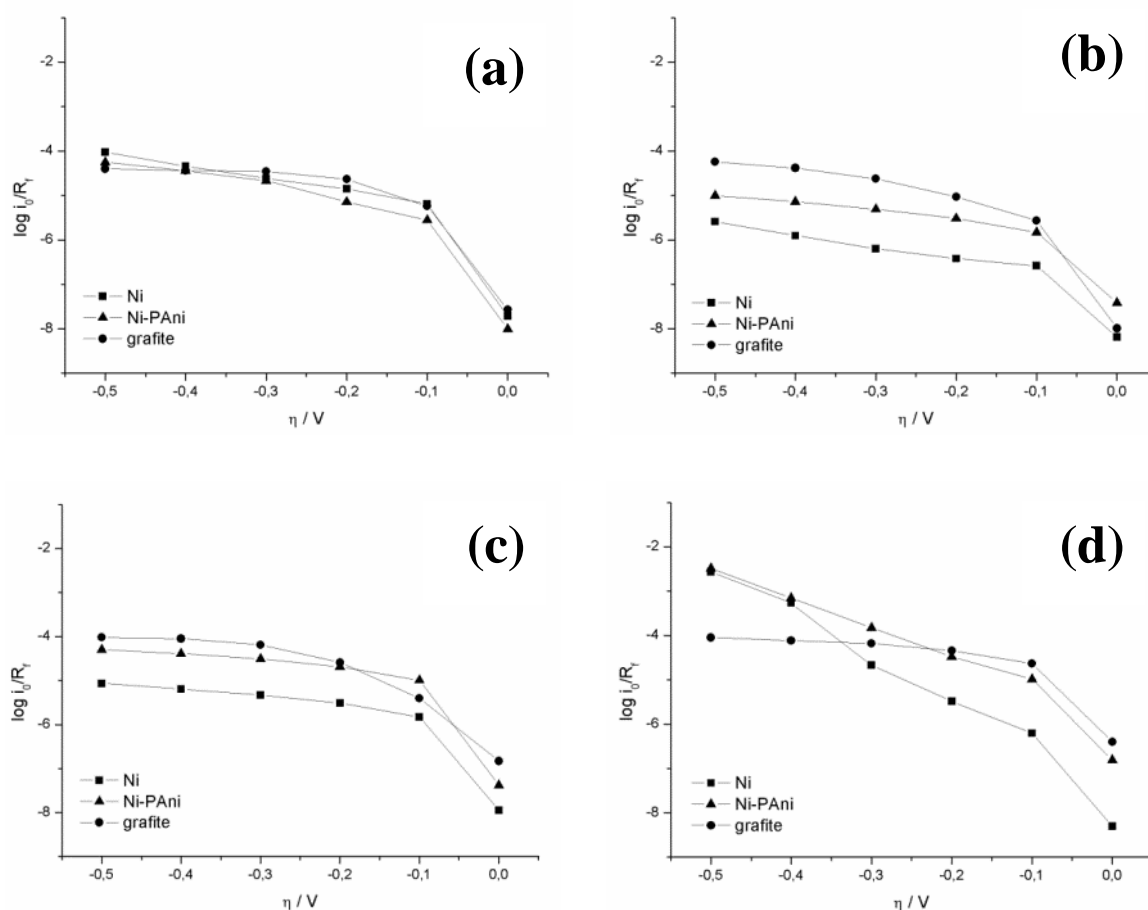 (a)
log i₀/R_f
-2
-4
-6
-8
Ni
Ni-PAni
grafite
-0,5 -0,4 -0,3 -0,2 -0,1 0,0
η / V
(b)
log i₀/R_f
-2
-4
-6
-8
Ni
Ni-PAni
grafite
-0,5 -0,4 -0,3 -0,2 -0,1 0,0
η / V
(c)
log i₀/R_f
-2
-4
-6
-8
Ni
Ni-PAni
grafite
-0,5 -0,4 -0,3 -0,2 -0,1 0,0
η / V
(d)
log i₀/R_f
-2
-4
-6
-8
Ni
Ni-PAni
grafite
-0,5 -0,4 -0,3 -0,2 -0,1 0,0
η / V